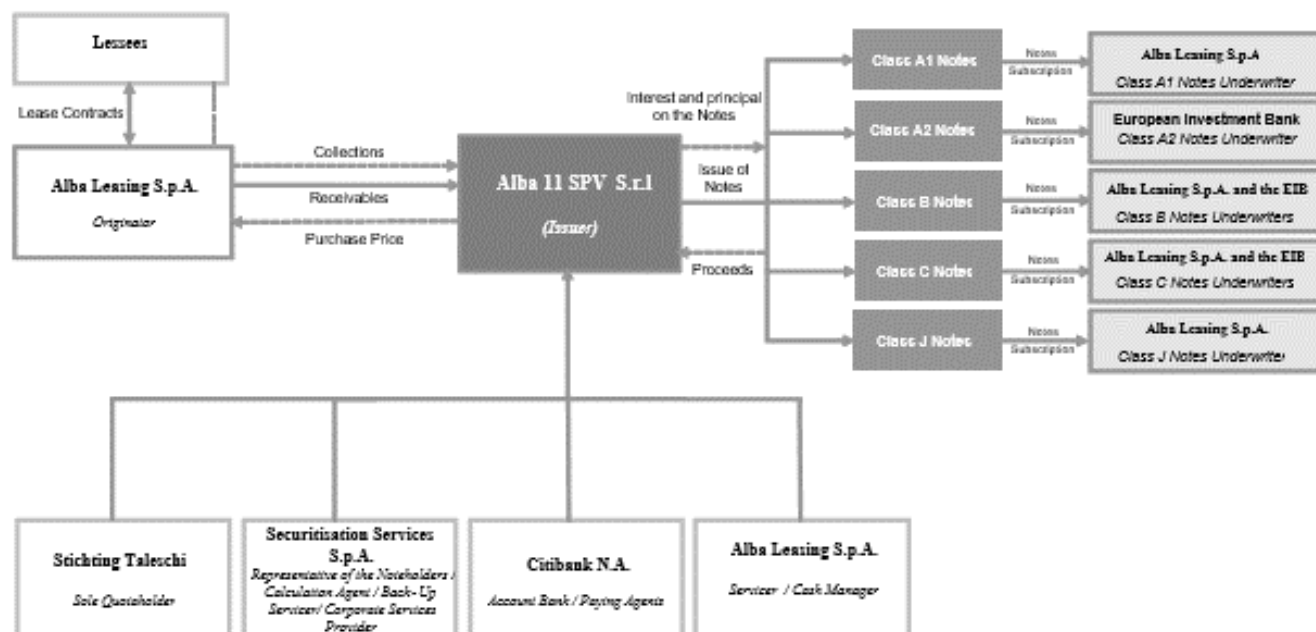 Lessees
Lease Contracts
Alba Leasing S.p.A.
Originator
Collections
Receivables
Purchase Price
Alba 11 SPV S.r.l
(Issuer)
Interest and principal
on the Notes
Issue of
Notes
Proceeds
Class A1 Notes
Notes
Subscription
Alba Leasing S.p.A
Class A1 Notes Underwriter
Class A2 Notes
Notes
Subscription
European Investment Bank
Class A2 Notes Underwriter
Class B Notes
Notes
Subscription
Alba Leasing S.p.A. and the EIB
Class B Notes Underwriters
Class C Notes
Notes
Subscription
Alba Leasing S.p.A. and the EIB
Class C Notes Underwriters
Class J Notes
Notes
Subscription
Alba Leasing S.p.A.
Class J Notes Underwriter
Stichting Taleschi
Sole Quotaholder
Securitisation Services
S.p.A.
Representative of the Noteholders /
Calculation Agent / Back-Up
Servicer/ Corporate Services
Provider
Citibank N.A.
Account Bank / Paying Agents
Alba Leasing S.p.A.
Servicer / Cash Manager